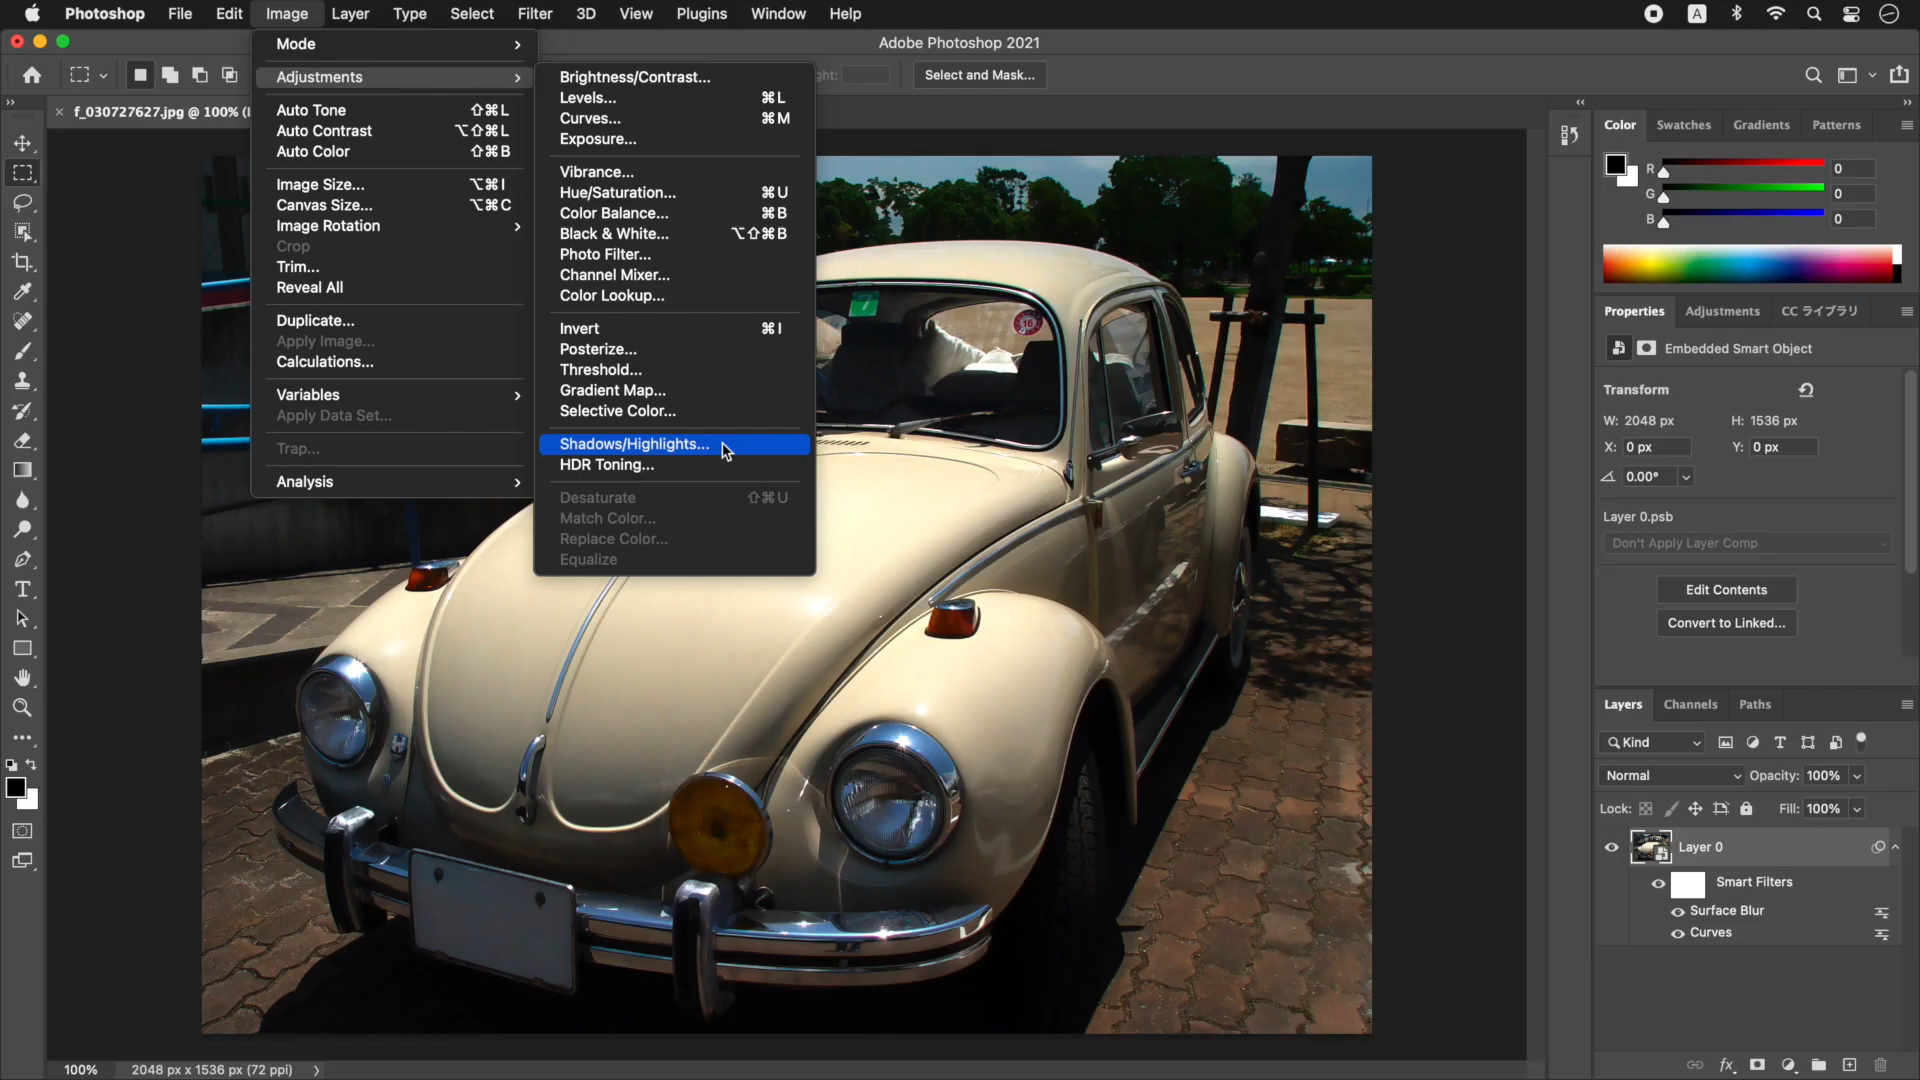 Photoshop File Edit Image Layer Type Select Filter 3D View Plugins Window Help
A
Adobe Photoshop 2021
Select and Mask...
f_030727627.jpg @ 100%
Mode
Adjustments
Auto Tone ⇧⌘L
Auto Contrast ⌥⇧⌘L
Auto Color ⇧⌘B
Image Size... ⌥⌘I
Canvas Size... ⌥⌘C
Image Rotation
Crop
Trim...
Reveal All
Duplicate...
Apply Image...
Calculations...
Variables
Apply Data Set...
Trap...
Analysis
Brightness/Contrast...
Levels... ⌘L
Curves... ⌘M
Exposure...
Vibrance...
Hue/Saturation... ⌘U
Color Balance... ⌘B
Black & White... ⌥⇧⌘B
Photo Filter...
Channel Mixer...
Color Lookup...
Invert ⌘I
Posterize...
Threshold...
Gradient Map...
Selective Color...
Shadows/Highlights...
HDR Toning...
Desaturate ⇧⌘U
Match Color...
Replace Color...
Equalize
7
16
Color Swatches Gradients Patterns
R 0
G 0
B 0
Properties Adjustments CC ライブラリ
Embedded Smart Object
Transform
W: 2048 px H: 1536 px
X: 0 px Y: 0 px
0.00°
Layer 0.psb
Don't Apply Layer Comp
Edit Contents
Convert to Linked...
Layers Channels Paths
Kind
Normal Opacity: 100%
Lock: Fill: 100%
Layer 0
Smart Filters
Surface Blur
Curves
fx
100% 2048 px x 1536 px (72 ppi)